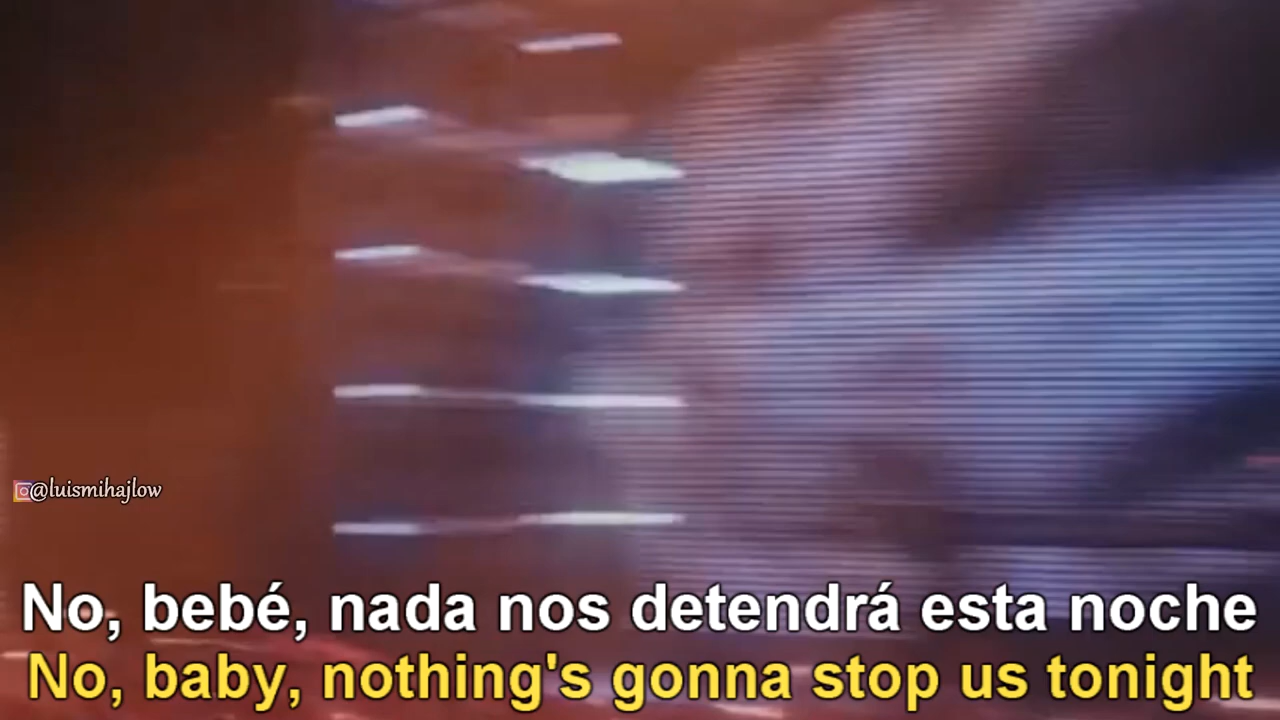 @luismihajlow
No, bebé, nada nos detendrá esta noche
No, baby, nothing's gonna stop us tonight